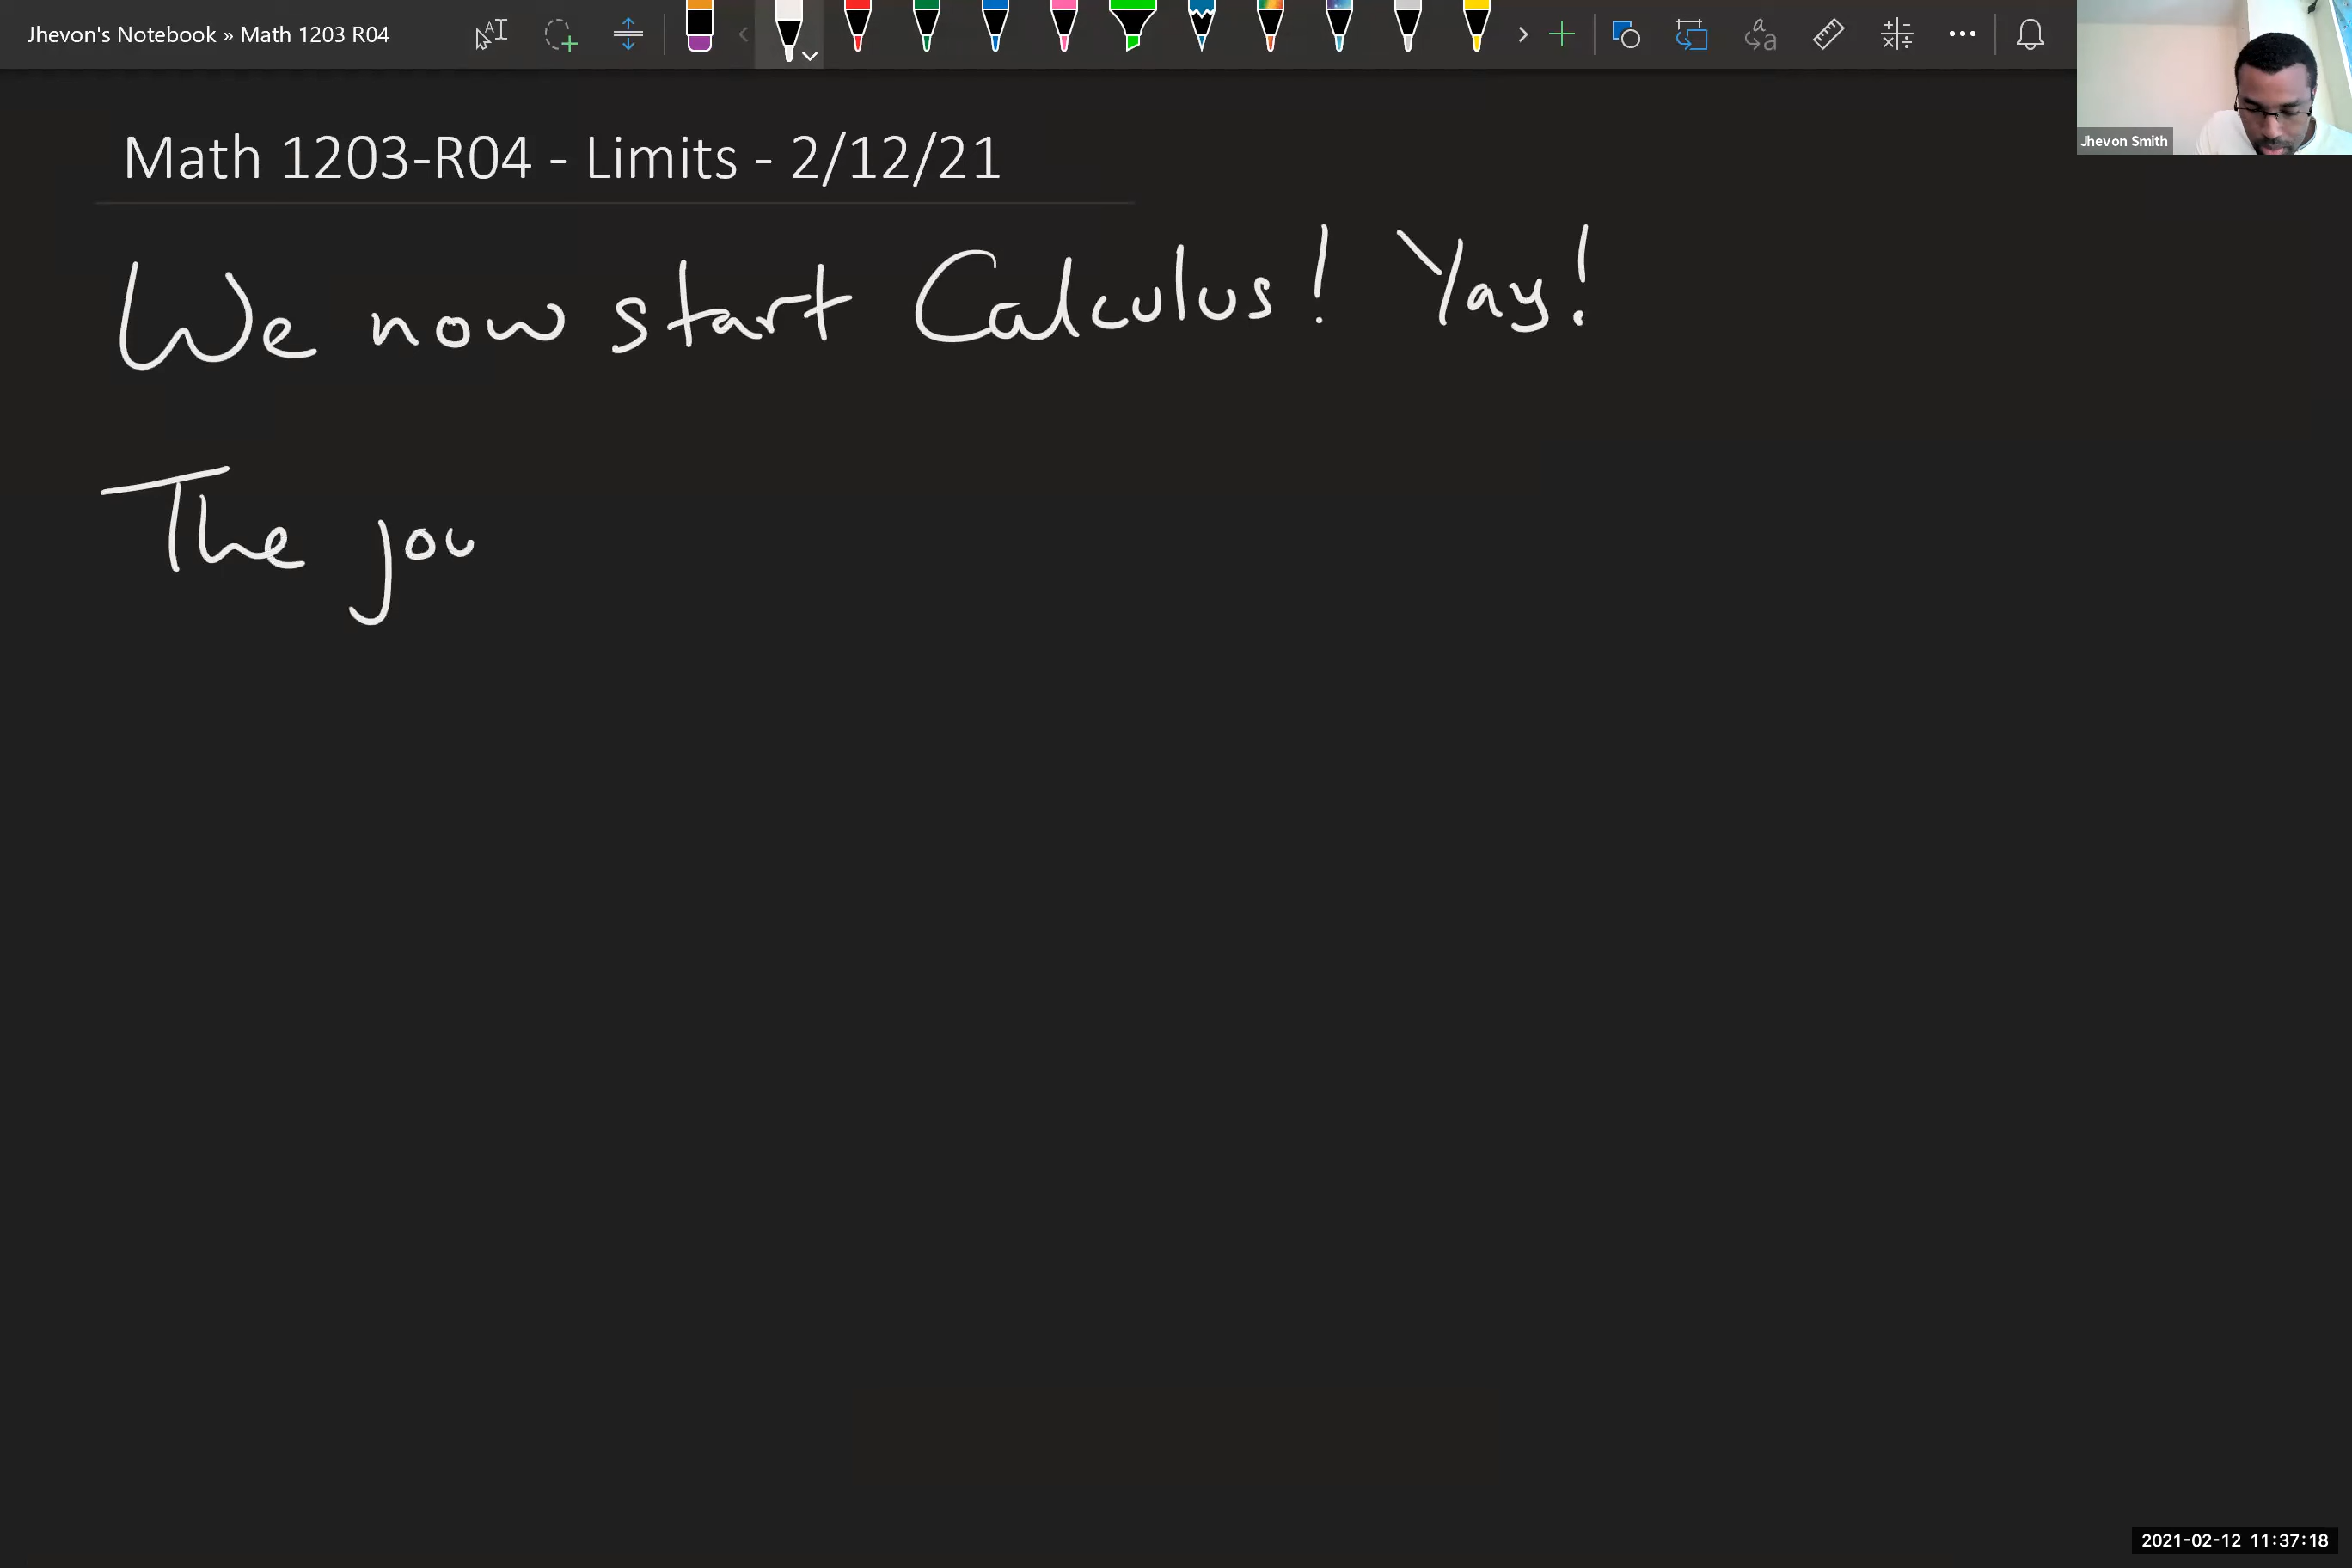 Jhevon's Notebook » Math 1203 R04
Jhevon Smith
Math 1203-R04 - Limits - 2/12/21
We now start Calculus! Yay!
The jou
2021-02-12 11:37:18